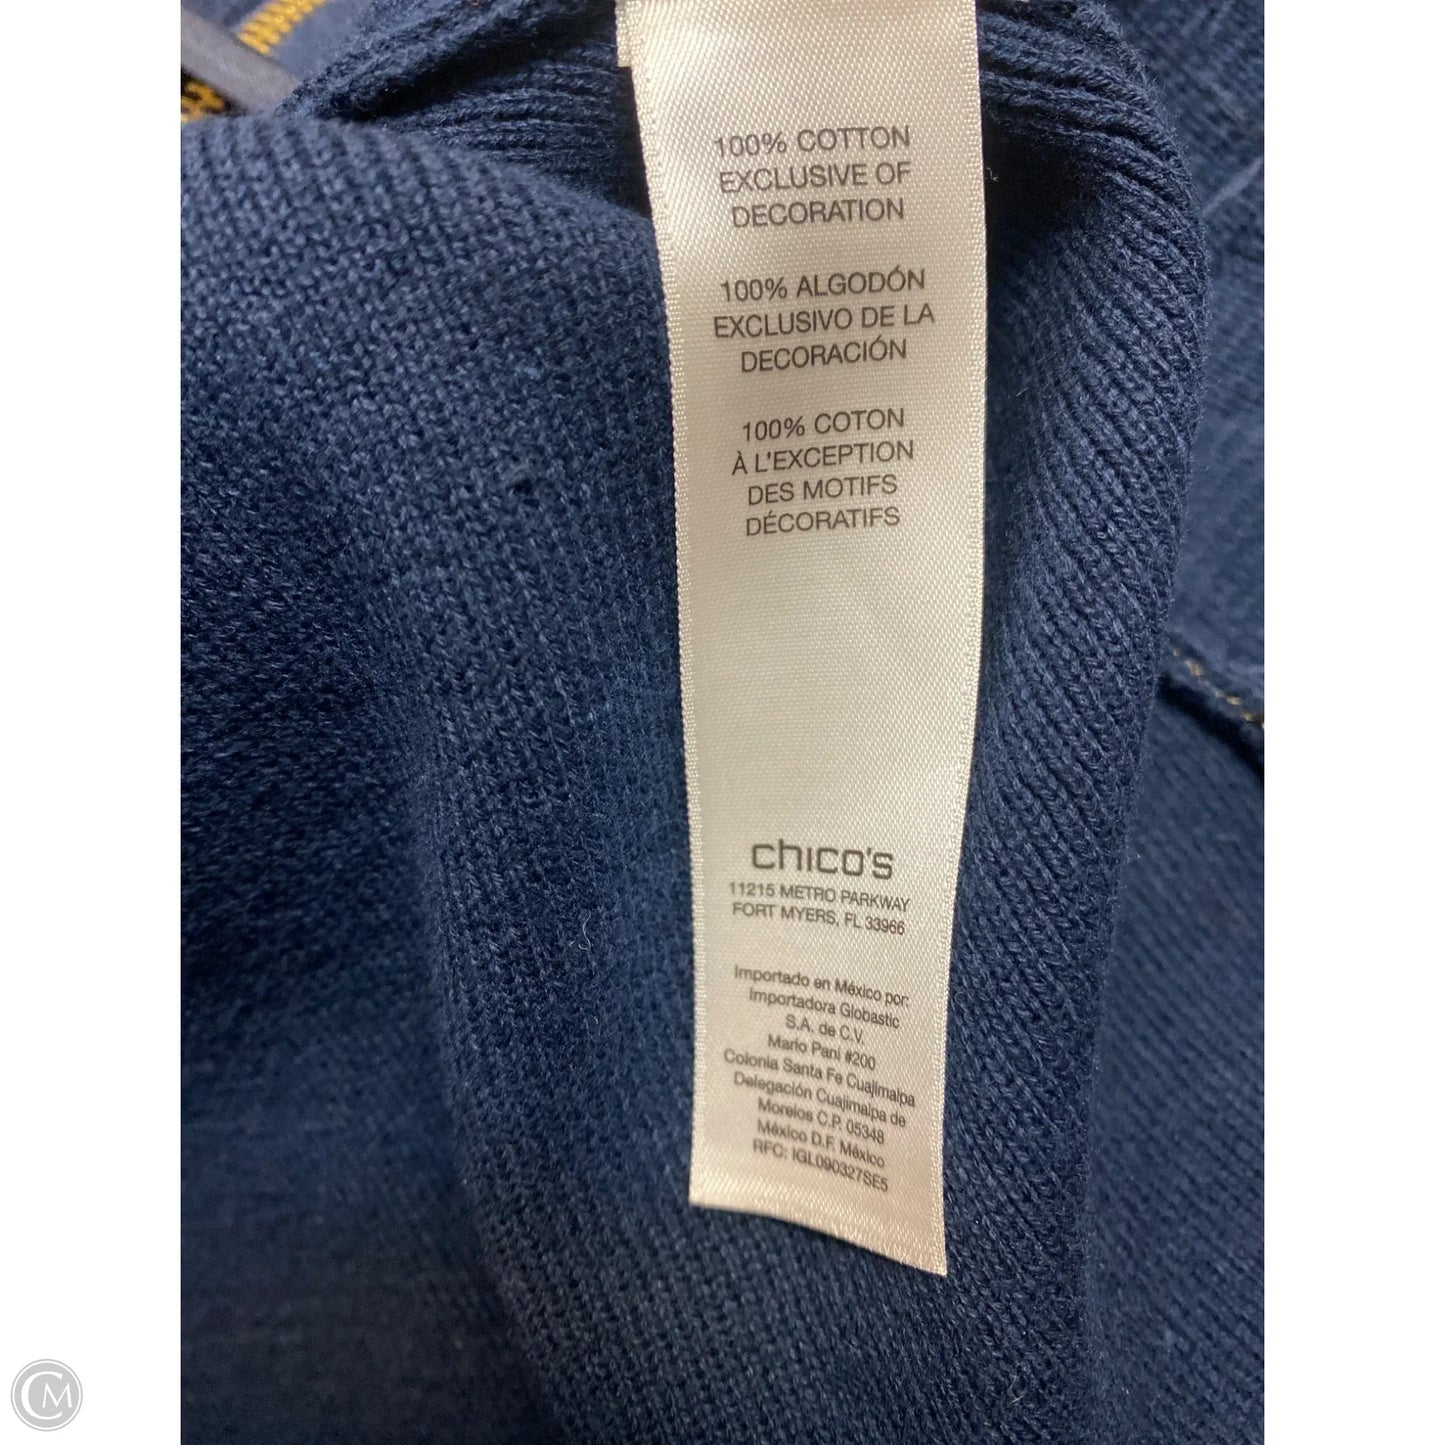 100% COTTON
EXCLUSIVE OF
DECORATION
100% ALGODÓN
EXCLUSIVO DE LA
DECORACIÓN
100% COTON
À L'EXCEPTION
DES MOTIFS
DÉCORATIFS
chico's
11215 METRO PARKWAY
FORT MYERS, FL 33966
Importado en México por:
Importadora Globastic
S.A. de C.V.
Mario Pani #200
Colonia Santa Fe Cuajimalpa
Delegación Cuajimalpa de
Morelos C.P. 05348
México D.F. México
RFC: IGL090327SE5
CM